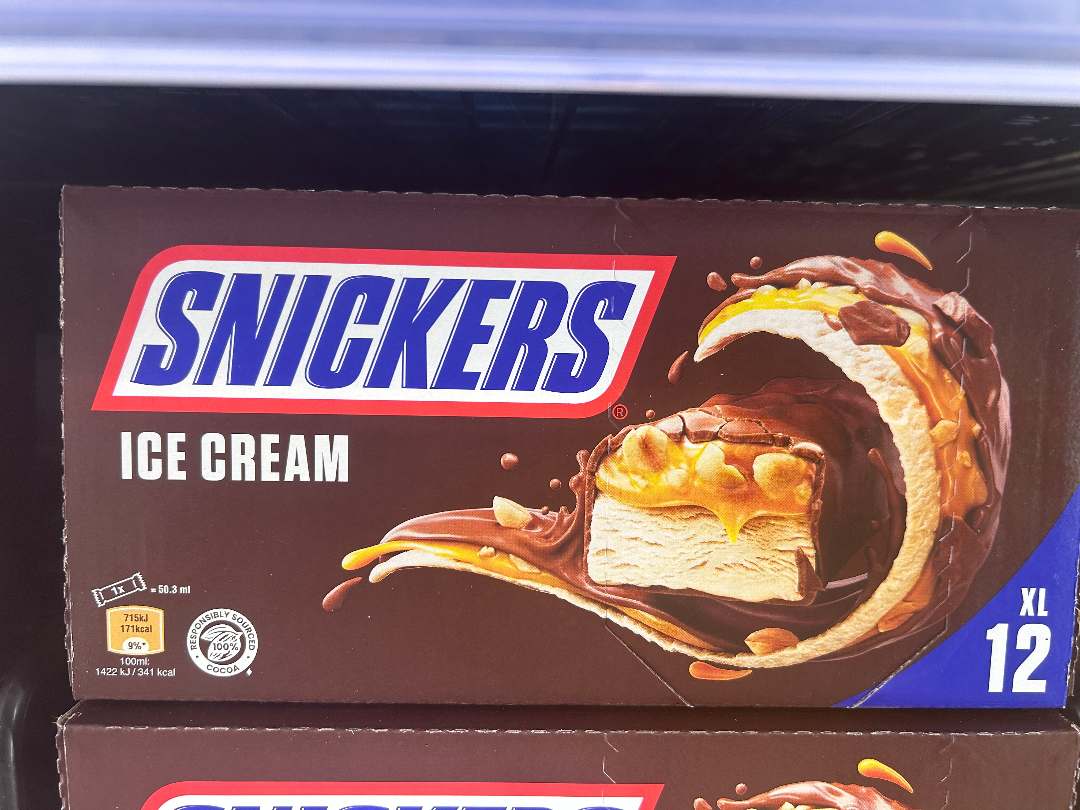 SNICKERS
®
ICE CREAM
1x = 50.3 ml
715kJ
171kcal
9%*
100ml:
1422 kJ / 341 kcal
RESPONSIBLY SOURCED
100%
COCOA
XL
12
SNICKERS